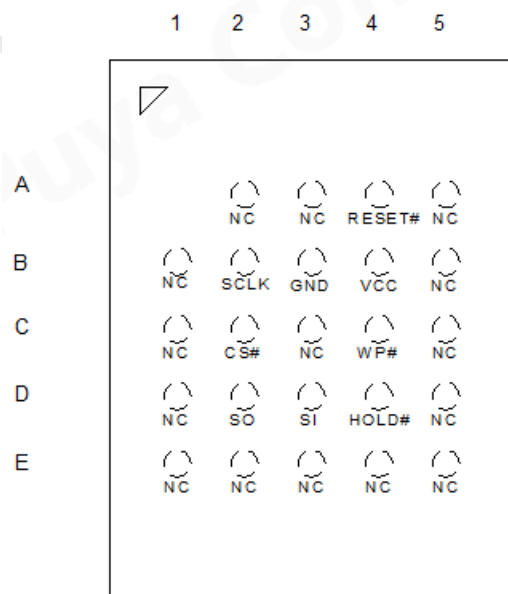 1 2 3 4 5
A
NC NC RESET# NC
B
NC SCLK GND VCC NC
C
NC CS# NC WP# NC
D
NC SO SI HOLD# NC
E
NC NC NC NC NC